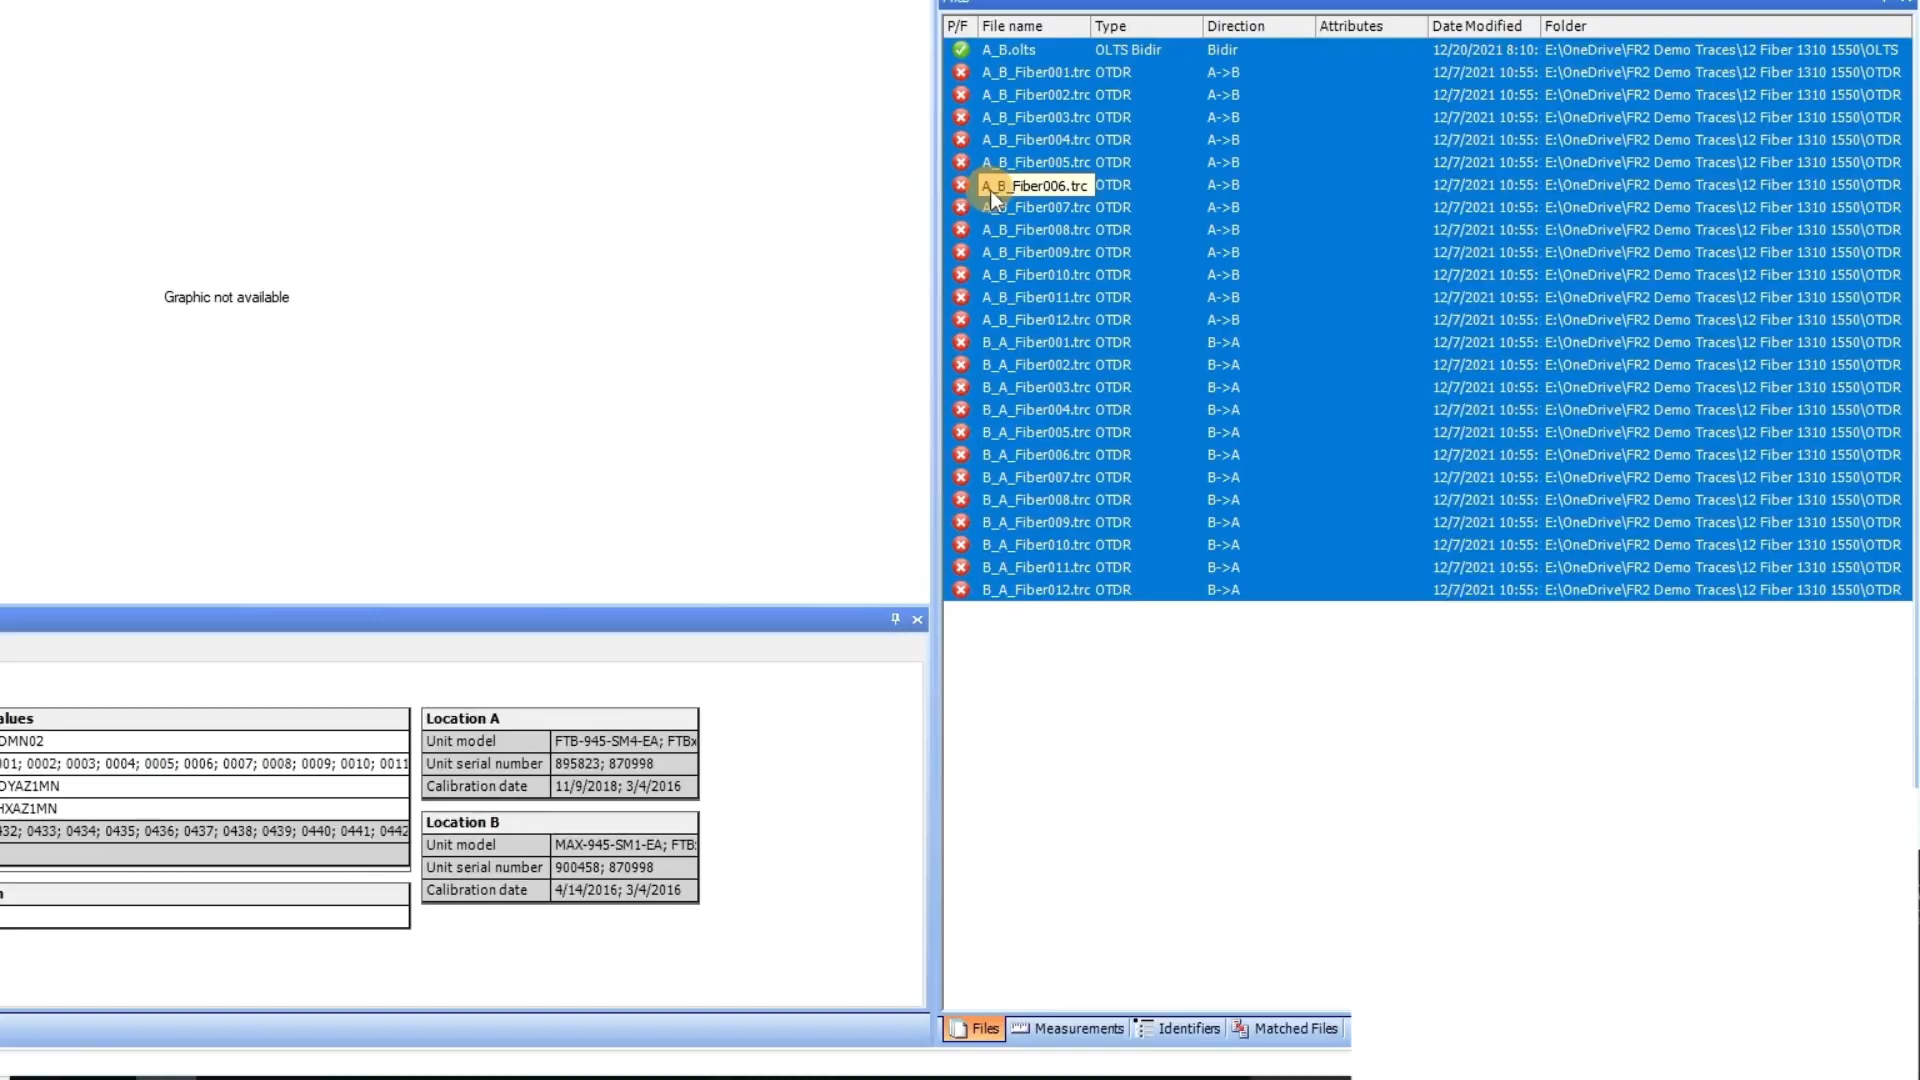 P/F File name Type Direction Attributes Date Modified Folder
A_B.olts OLTS Bidir Bidir 12/20/2021 8:10: E:\OneDrive\FR2 Demo Traces\12 Fiber 1310 1550\OLTS
A_B_Fiber001.trc OTDR A->B 12/7/2021 10:55: E:\OneDrive\FR2 Demo Traces\12 Fiber 1310 1550\OTDR
A_B_Fiber002.trc OTDR A->B 12/7/2021 10:55: E:\OneDrive\FR2 Demo Traces\12 Fiber 1310 1550\OTDR
A_B_Fiber003.trc OTDR A->B 12/7/2021 10:55: E:\OneDrive\FR2 Demo Traces\12 Fiber 1310 1550\OTDR
A_B_Fiber004.trc OTDR A->B 12/7/2021 10:55: E:\OneDrive\FR2 Demo Traces\12 Fiber 1310 1550\OTDR
A_B_Fiber005.trc OTDR A->B 12/7/2021 10:55: E:\OneDrive\FR2 Demo Traces\12 Fiber 1310 1550\OTDR
A_B_Fiber006.trc OTDR A->B 12/7/2021 10:55: E:\OneDrive\FR2 Demo Traces\12 Fiber 1310 1550\OTDR
A_B_Fiber007.trc OTDR A->B 12/7/2021 10:55: E:\OneDrive\FR2 Demo Traces\12 Fiber 1310 1550\OTDR
A_B_Fiber008.trc OTDR A->B 12/7/2021 10:55: E:\OneDrive\FR2 Demo Traces\12 Fiber 1310 1550\OTDR
A_B_Fiber009.trc OTDR A->B 12/7/2021 10:55: E:\OneDrive\FR2 Demo Traces\12 Fiber 1310 1550\OTDR
A_B_Fiber010.trc OTDR A->B 12/7/2021 10:55: E:\OneDrive\FR2 Demo Traces\12 Fiber 1310 1550\OTDR
A_B_Fiber011.trc OTDR A->B 12/7/2021 10:55: E:\OneDrive\FR2 Demo Traces\12 Fiber 1310 1550\OTDR
A_B_Fiber012.trc OTDR A->B 12/7/2021 10:55: E:\OneDrive\FR2 Demo Traces\12 Fiber 1310 1550\OTDR
B_A_Fiber001.trc OTDR B->A 12/7/2021 10:55: E:\OneDrive\FR2 Demo Traces\12 Fiber 1310 1550\OTDR
B_A_Fiber002.trc OTDR B->A 12/7/2021 10:55: E:\OneDrive\FR2 Demo Traces\12 Fiber 1310 1550\OTDR
B_A_Fiber003.trc OTDR B->A 12/7/2021 10:55: E:\OneDrive\FR2 Demo Traces\12 Fiber 1310 1550\OTDR
B_A_Fiber004.trc OTDR B->A 12/7/2021 10:55: E:\OneDrive\FR2 Demo Traces\12 Fiber 1310 1550\OTDR
B_A_Fiber005.trc OTDR B->A 12/7/2021 10:55: E:\OneDrive\FR2 Demo Traces\12 Fiber 1310 1550\OTDR
B_A_Fiber006.trc OTDR B->A 12/7/2021 10:55: E:\OneDrive\FR2 Demo Traces\12 Fiber 1310 1550\OTDR
B_A_Fiber007.trc OTDR B->A 12/7/2021 10:55: E:\OneDrive\FR2 Demo Traces\12 Fiber 1310 1550\OTDR
B_A_Fiber008.trc OTDR B->A 12/7/2021 10:55: E:\OneDrive\FR2 Demo Traces\12 Fiber 1310 1550\OTDR
B_A_Fiber009.trc OTDR B->A 12/7/2021 10:55: E:\OneDrive\FR2 Demo Traces\12 Fiber 1310 1550\OTDR
B_A_Fiber010.trc OTDR B->A 12/7/2021 10:55: E:\OneDrive\FR2 Demo Traces\12 Fiber 1310 1550\OTDR
B_A_Fiber011.trc OTDR B->A 12/7/2021 10:55: E:\OneDrive\FR2 Demo Traces\12 Fiber 1310 1550\OTDR
B_A_Fiber012.trc OTDR B->A 12/7/2021 10:55: E:\OneDrive\FR2 Demo Traces\12 Fiber 1310 1550\OTDR
Graphic not available
alues
OMN02
001; 0002; 0003; 0004; 0005; 0006; 0007; 0008; 0009; 0010; 0011
DYAZ1MN
HXAZ1MN
432; 0433; 0434; 0435; 0436; 0437; 0438; 0439; 0440; 0441; 0442
Location A
Unit model FTB-945-SM4-EA; FTBx
Unit serial number 895823; 870998
Calibration date 11/9/2018; 3/4/2016
Location B
Unit model MAX-945-SM1-EA; FTB:
Unit serial number 900458; 870998
Calibration date 4/14/2016; 3/4/2016
Files Measurements Identifiers Matched Files